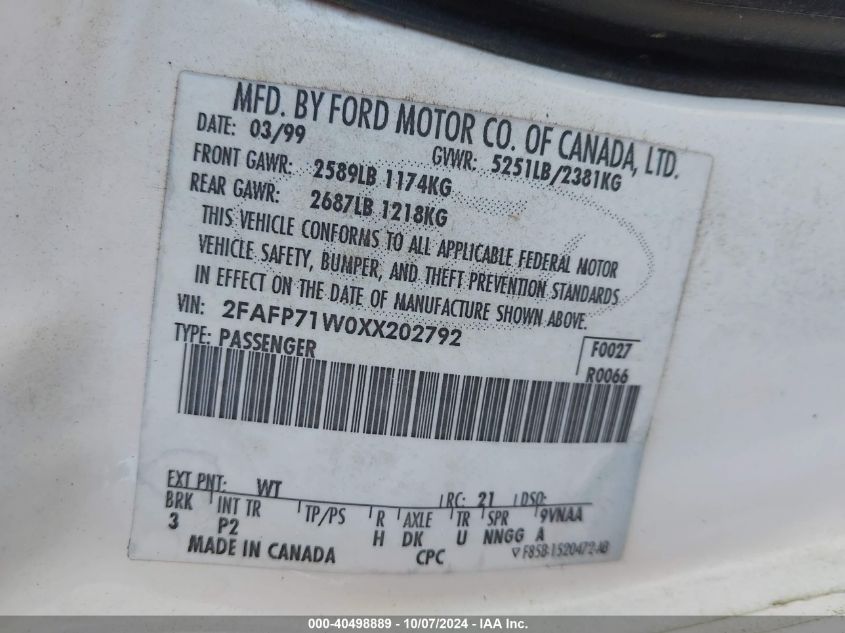 MFD. BY FORD MOTOR CO. OF CANADA, LTD.
DATE: 03/99 GVWR: 5251LB/2381KG
FRONT GAWR: 2589LB 1174KG
REAR GAWR: 2687LB 1218KG
THIS VEHICLE CONFORMS TO ALL APPLICABLE FEDERAL MOTOR
VEHICLE SAFETY, BUMPER, AND THEFT PREVENTION STANDARDS
IN EFFECT ON THE DATE OF MANUFACTURE SHOWN ABOVE.
VIN: 2FAFP71W0XX202792
TYPE: PASSENGER F0027
R0066
EXT PNT: WT RC: 21 DSO:
BRK INT TR TP/PS R AXLE TR SPR 9VNAA
3 P2 H DK U NNGG A
MADE IN CANADA CPC F85B-1520472-AB
000-40498889 - 10/07/2024 - IAA Inc.